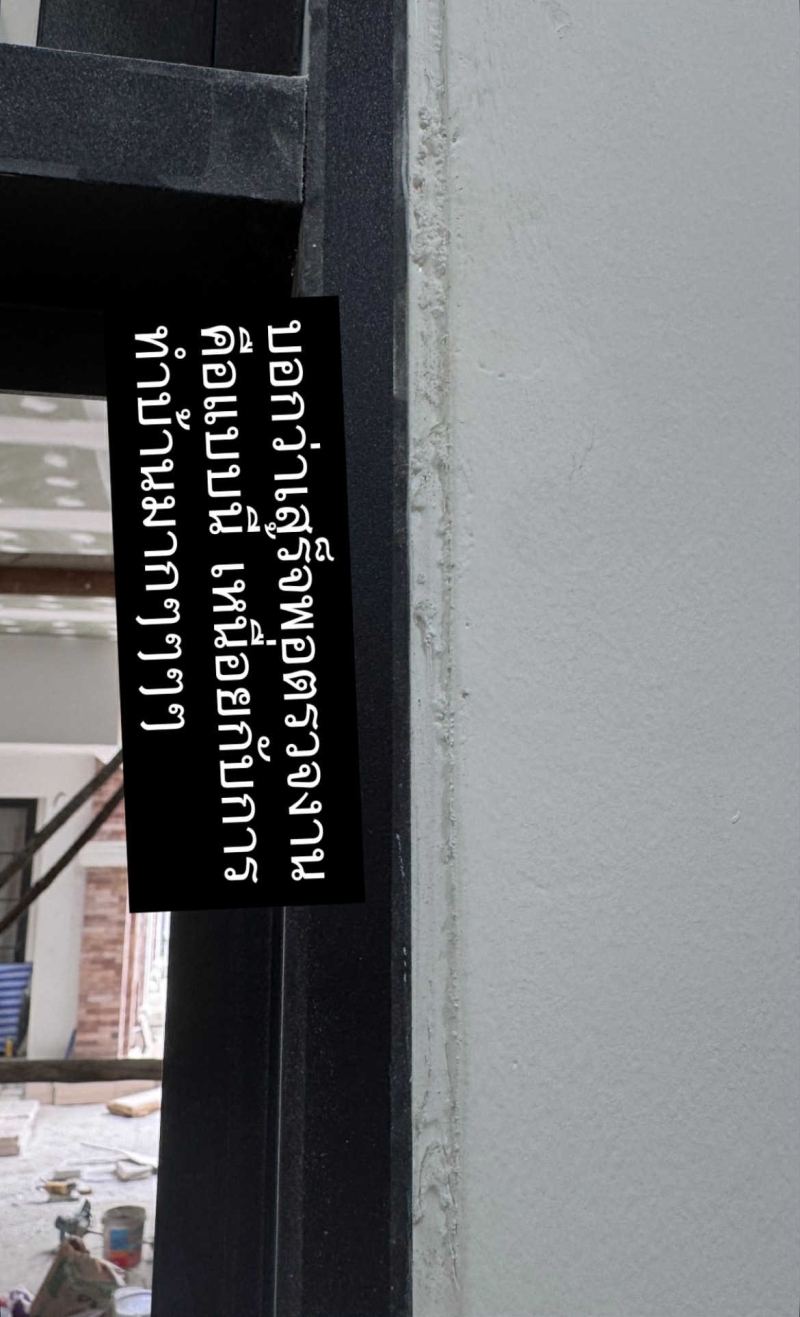 บอกว่าเสร็จพอตรวจงาน
คือแบบนี้ เหนื่อยกับการ
ทำบ้านมากๆๆๆๆ